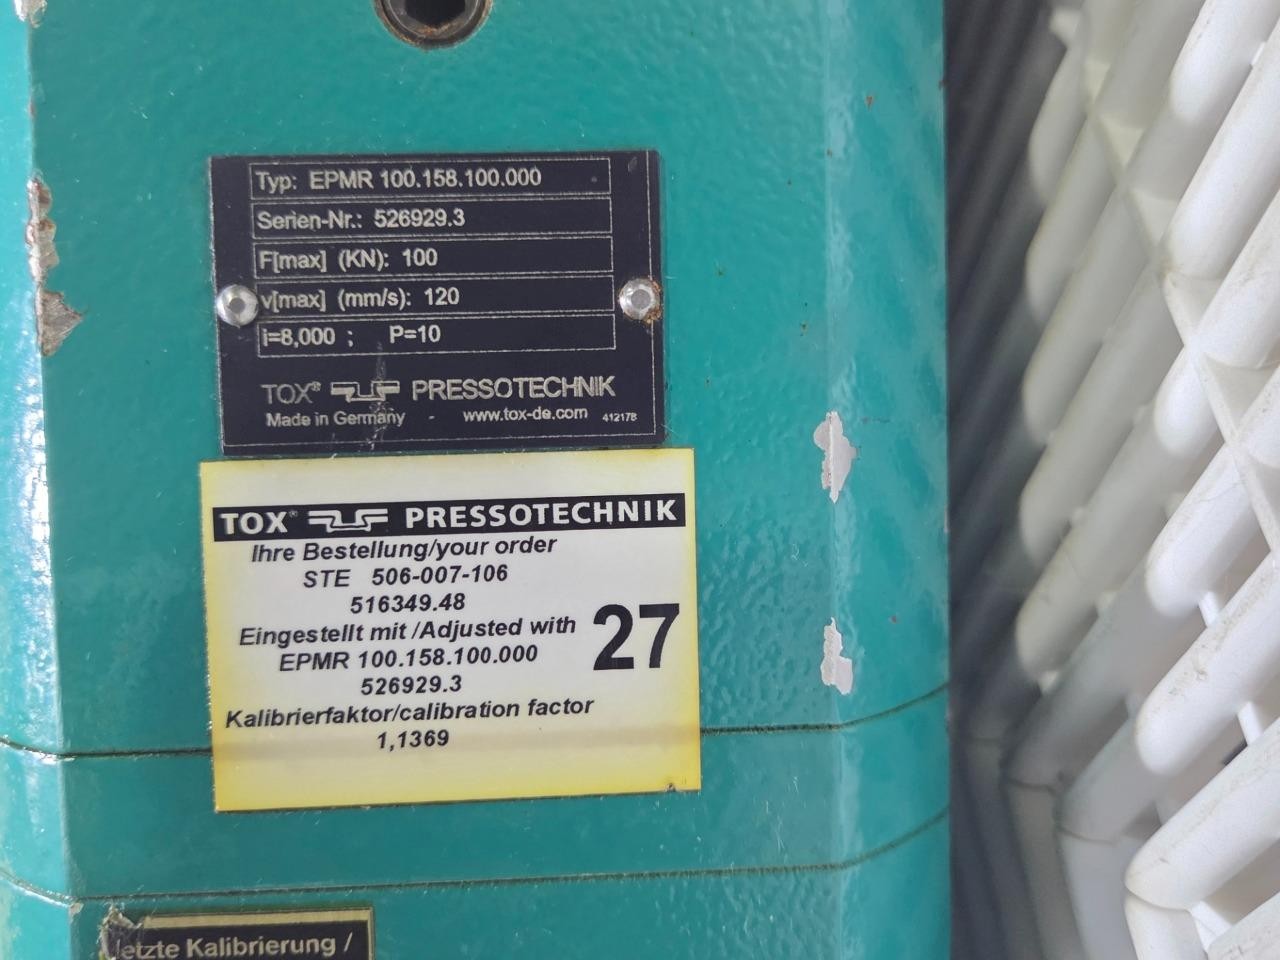 Typ: EPMR 100.158.100.000
Serien-Nr.: 526929.3
F[max] (KN): 100
v[max] (mm/s): 120
i=8,000 ; P=10
TOX® PRESSOTECHNIK
Made in Germany - www.tox-de.com 412178
TOX® PRESSOTECHNIK
Ihre Bestellung/your order
STE 506-007-106
516349.48
Eingestellt mit /Adjusted with
27
EPMR 100.158.100.000
526929.3
Kalibrierfaktor/calibration factor
1,1369
letzte Kalibrierung /